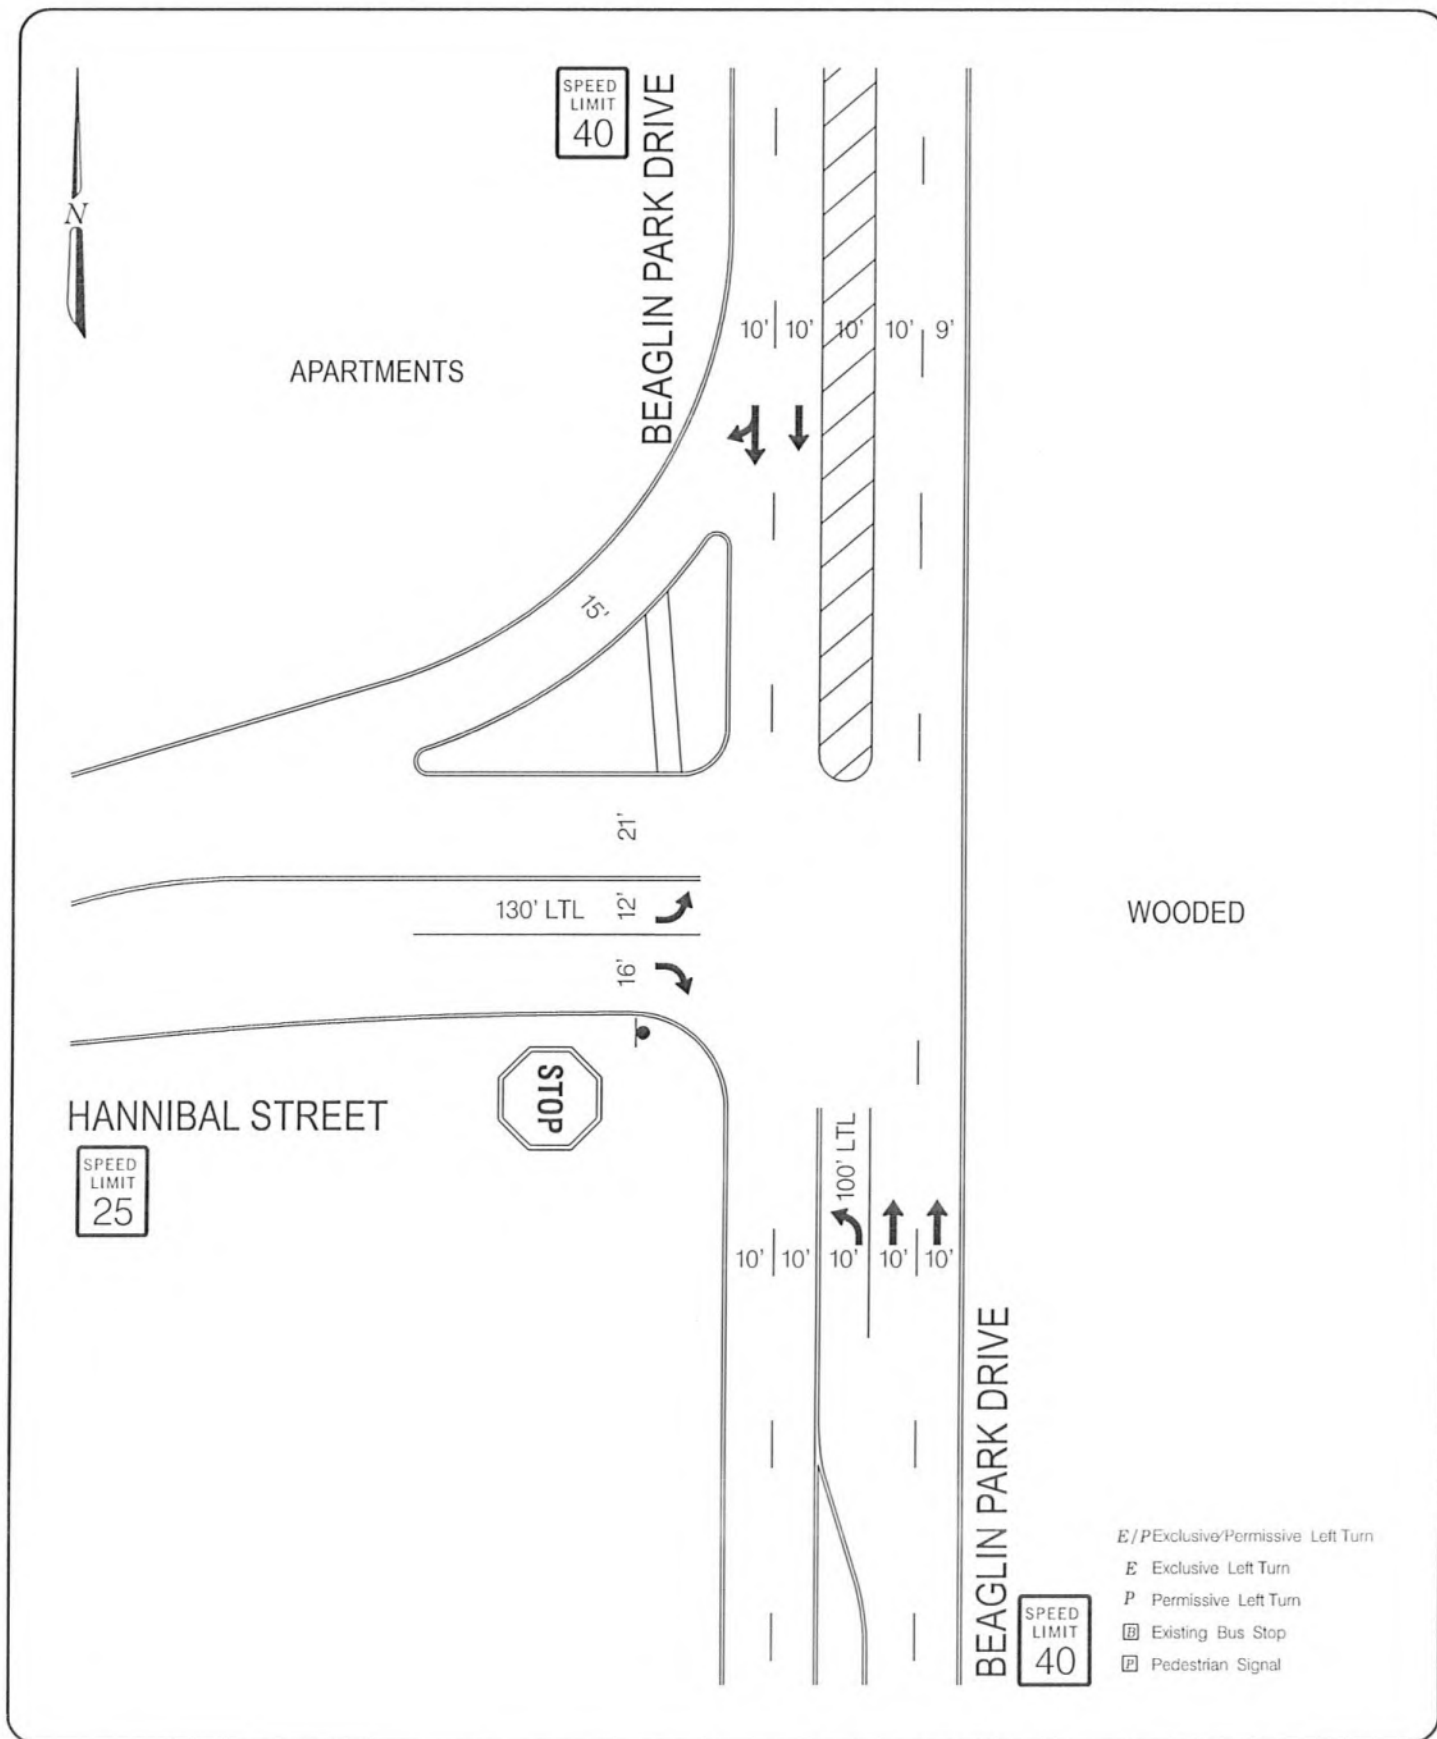 SPEED
LIMIT
40
BEAGLIN PARK DRIVE
N
10' 10' 10' 10' 9'
APARTMENTS
15'
21'
130' LTL
12'
WOODED
16'
STOP
HANNIBAL STREET
SPEED
LIMIT
25
100' LTL
10' 10' 10' 10' 10'
BEAGLIN PARK DRIVE
SPEED
LIMIT
40
E/P Exclusive/Permissive Left Turn
E Exclusive Left Turn
P Permissive Left Turn
B Existing Bus Stop
P Pedestrian Signal